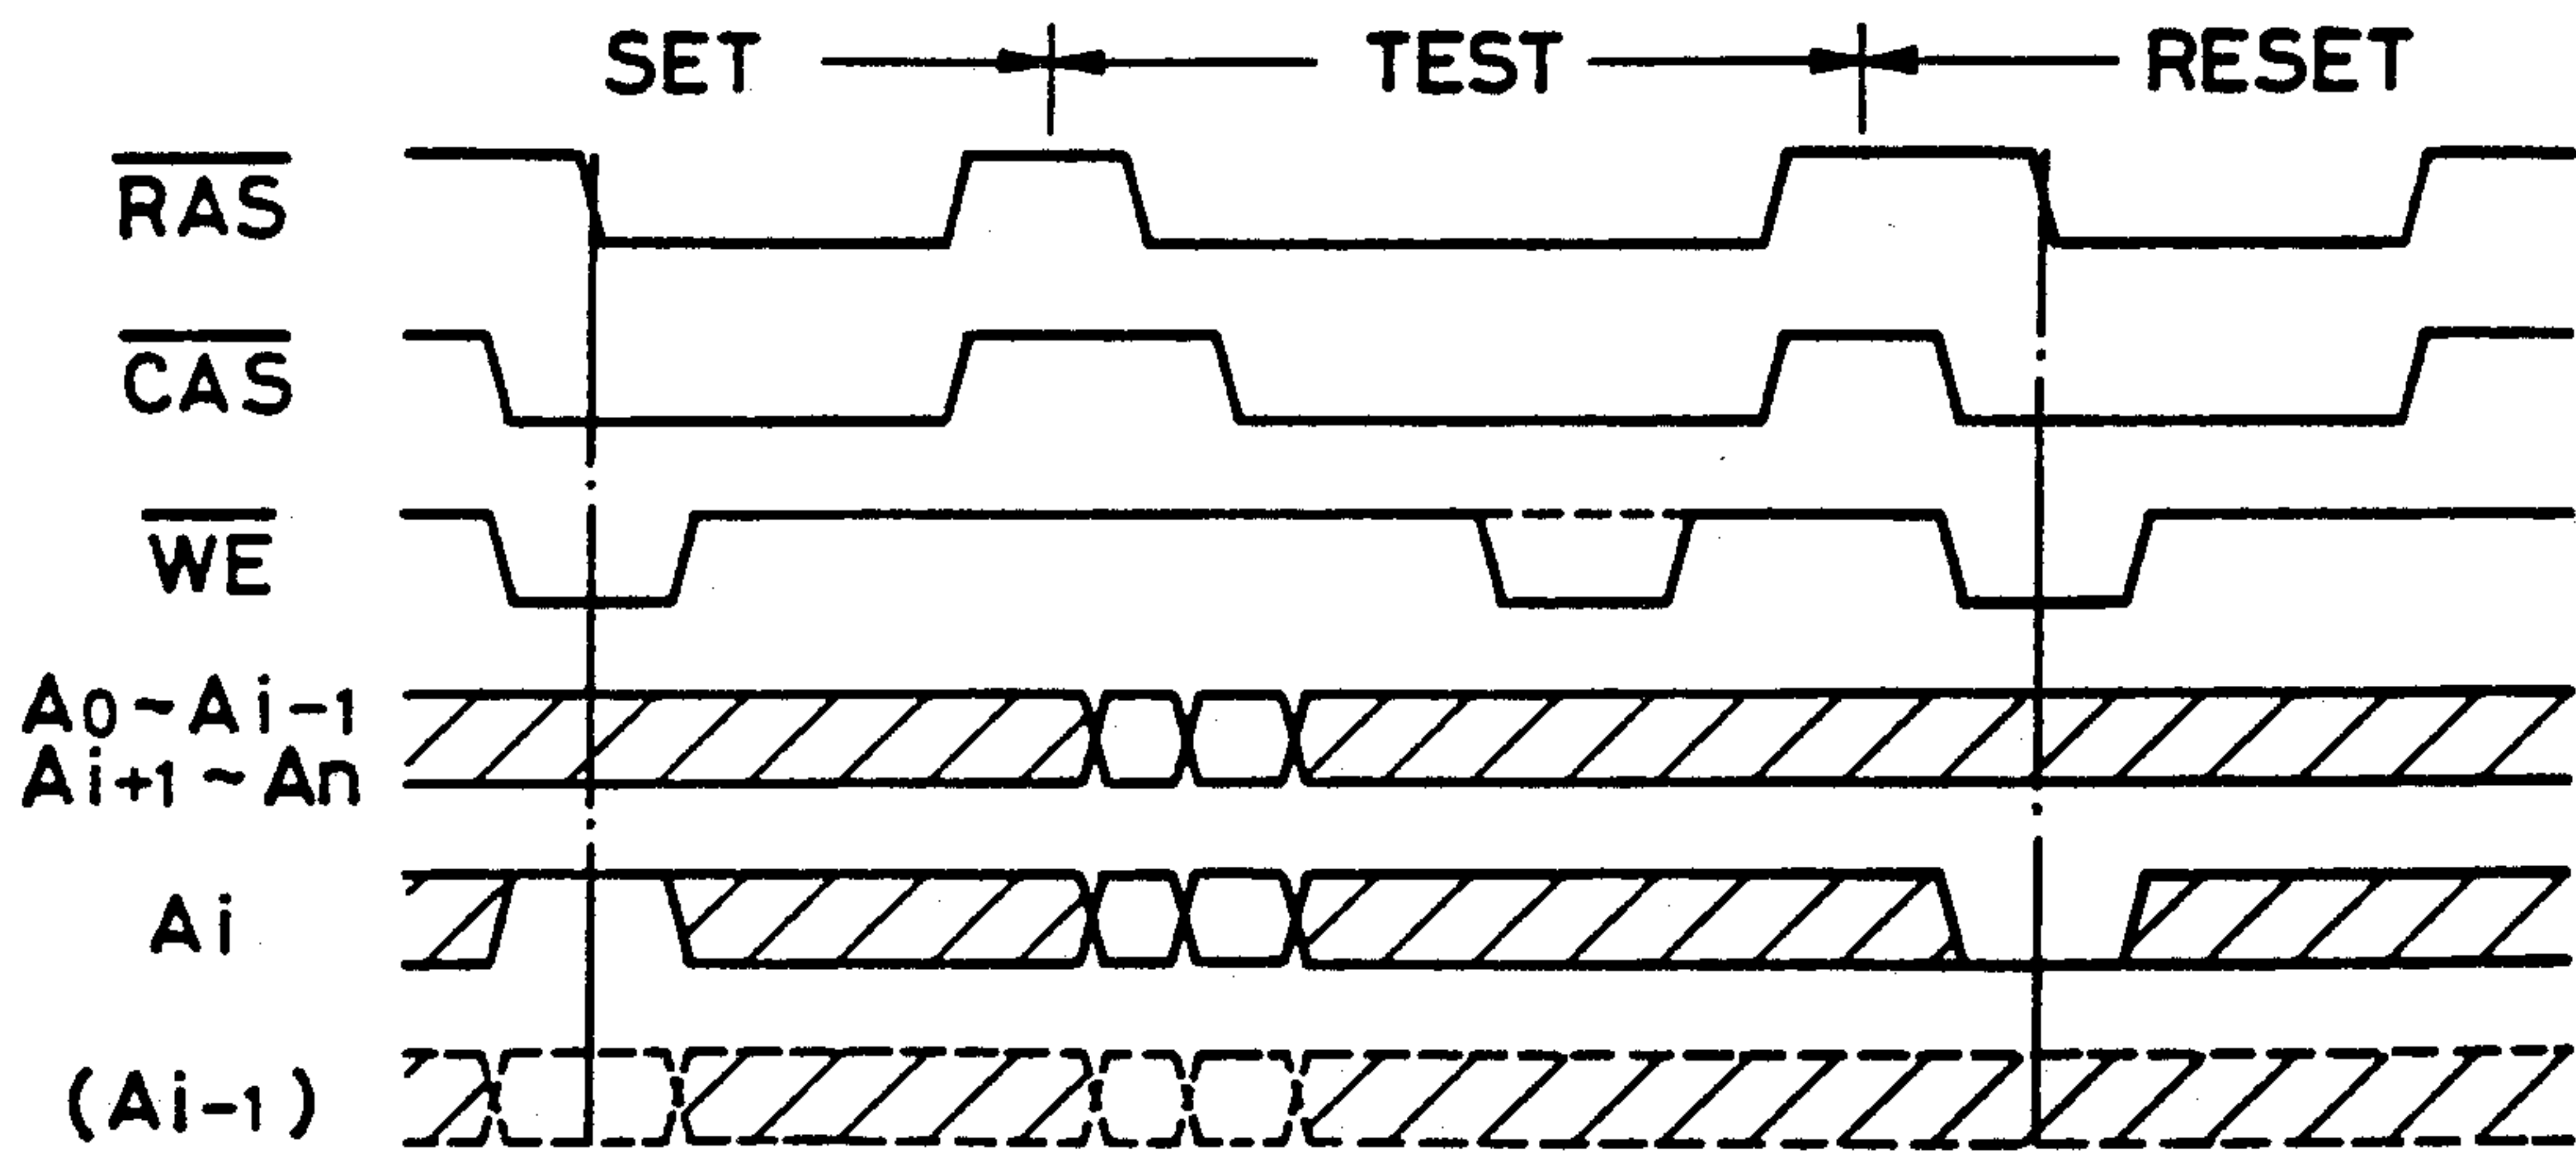 SET TEST RESET
RAS
CAS
WE
A0~Ai-1
Ai+1~An
Ai
(Ai-1)